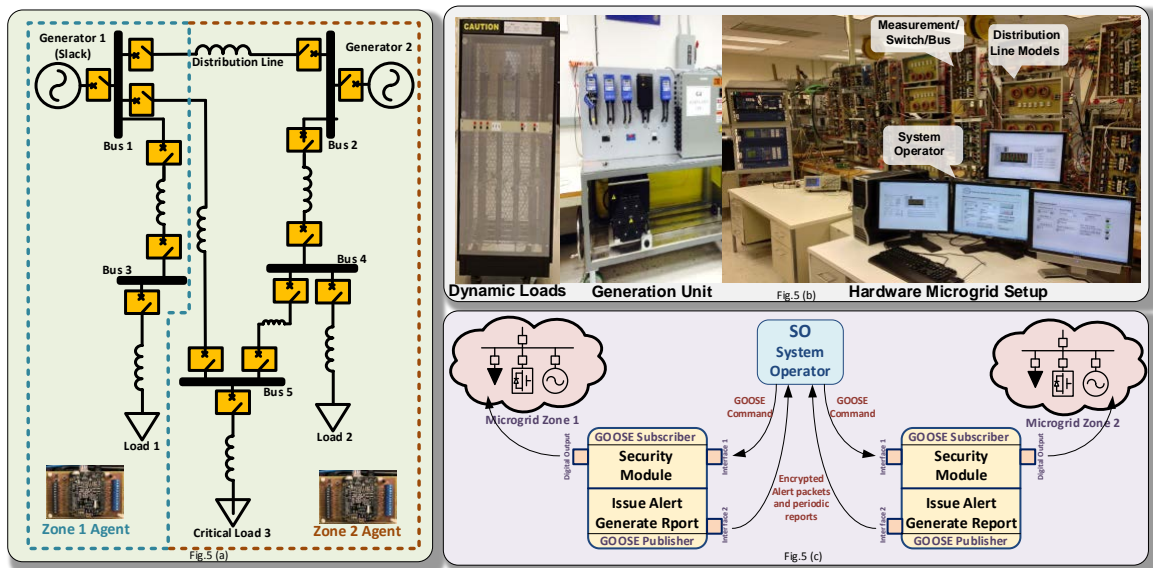 Generator 1
(Slack)
Generator 2
Distribution Line
Bus 1
Bus 2
Bus 3
Bus 4
Bus 5
Load 1
Load 2
Critical Load 3
Zone 1 Agent
Zone 2 Agent
Fig.5 (a)
CAUTION
Measurement/
Switch/Bus
Distribution
Line Models
System
Operator
Dynamic Loads
Generation Unit
Fig.5 (b)
Hardware Microgrid Setup
SO
System
Operator
Microgrid Zone 1
Microgrid Zone 2
GOOSE
Command
GOOSE
Command
GOOSE Subscriber
Security
Module
Issue Alert
Generate Rport
GOOSE Publisher
Digital Output
Interface 1
Interface 2
Encrypted
Alert packets
and periodic
reports
GOOSE Subscriber
Security
Module
Issue Alert
Generate Report
GOOSE Publisher
Interface 1
Interface 2
Digital Output
Fig.5 (c)